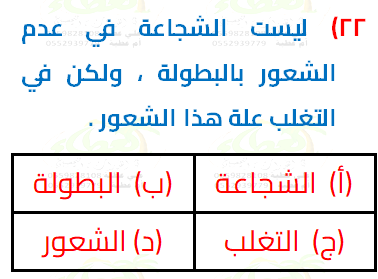 ٢٢) ليست الشجاعة في عدم
الشعور بالبطولة ، ولكن في
التغلب علة هذا الشعور .
(أ) الشجاعة (ب) البطولة
(ج) التغلب (د) الشعور